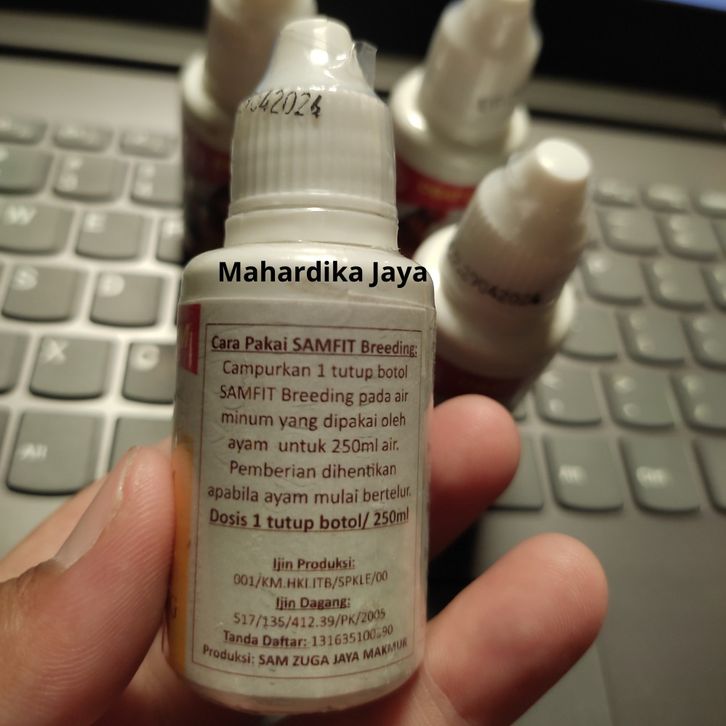 Mahardika Jaya
Cara Pakai SAMFIT Breeding:
Campurkan 1 tutup botol
SAMFIT Breeding pada air
minum yang dipakai oleh
ayam untuk 250ml air.
Pemberian dihentikan
apabila ayam mulai bertelur.
Dosis 1 tutup botol/ 250ml
Ijin Produksi:
001/KM.HKI.ITB/SPKLE/00
Ijin Dagang:
517/135/412.39/PK/2005
Tanda Daftar:
Produksi: SAM ZUGA JAYA MAKMUR
W
E
S
D
X
C
Alt